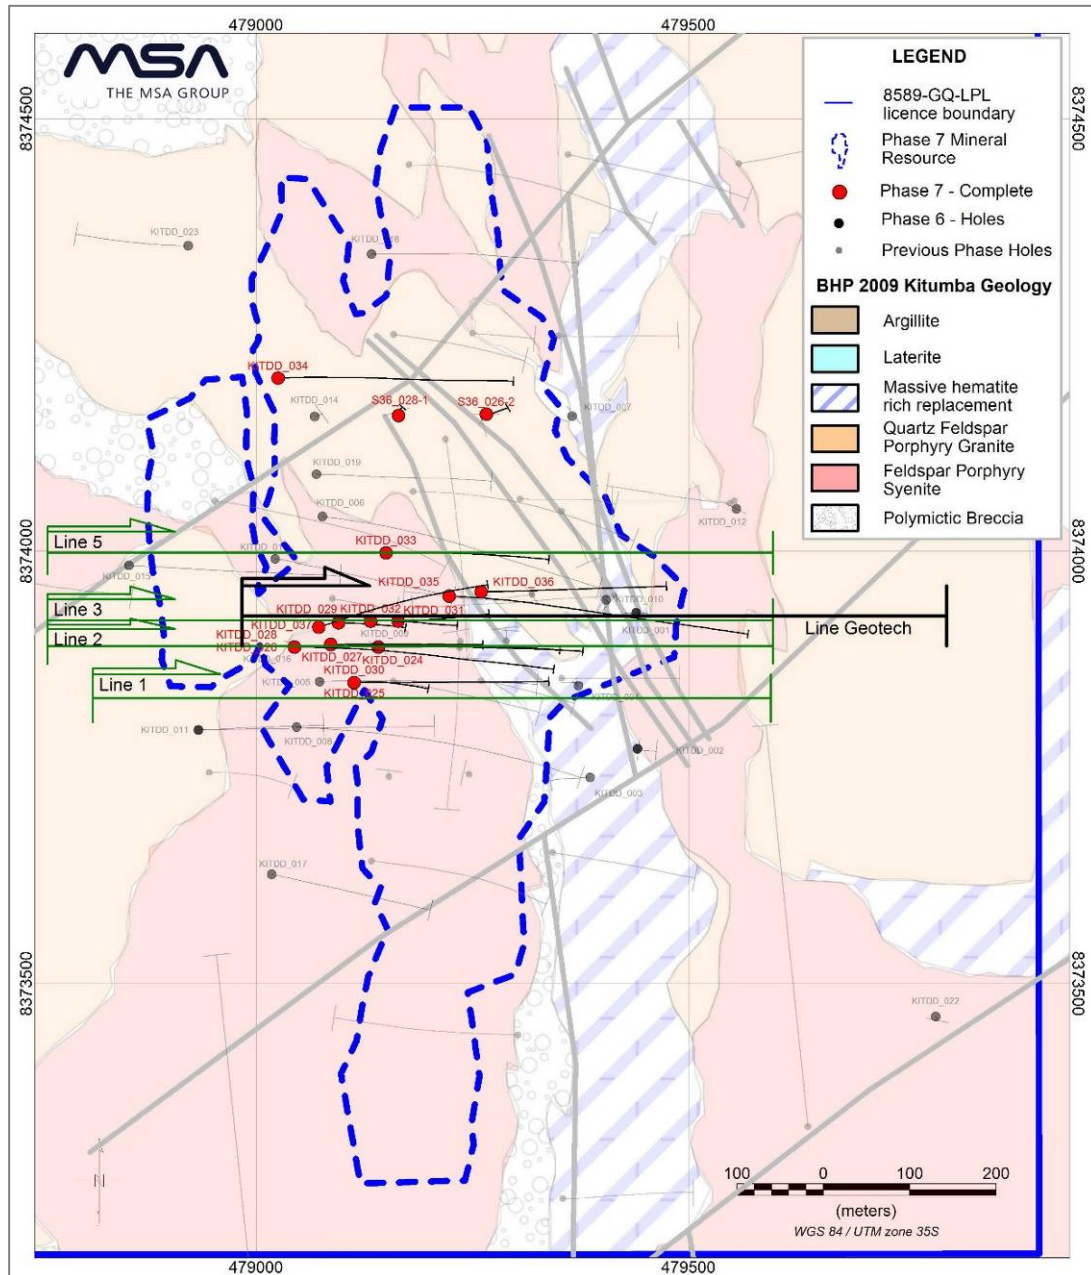 479000
479500
MSA
THE MSA GROUP
8374500
8374500
LEGEND
8589-GQ-LPL
licence boundary
Phase 7 Mineral
Resource
Phase 7 - Complete
Phase 6 - Holes
Previous Phase Holes
BHP 2009 Kitumba Geology
Argillite
Laterite
Massive hematite
rich replacement
Quartz Feldspar
Porphyry Granite
Feldspar Porphyry
Syenite
Polymictic Breccia
KITDD_023
KITDD_018
KITDD_034
KITDD_014
S36_028-1
S36_026-2
KITDD_007
KITDD_019
KITDD_006
KITDD_012
8374000
8374000
KITDD_033
Line 5
KITDD_015
KITDD_035
KITDD_036
Line 3
KITDD_029
KITDD_032
KITDD_031
KITDD_010
KITDD_037
KITDD_001
Line Geotech
KITDD_028
KITDD_009
Line 2
KITDD_026
KITDD_016
KITDD_027
KITDD_024
Line 1
KITDD_030
KITDD_005
KITDD_025
KITDD_004
KITDD_011
KITDD_008
KITDD_002
KITDD_003
KITDD_017
8373500
8373500
KITDD_022
N
100 0 100 200
(meters)
WGS 84 / UTM zone 35S
479000
479500